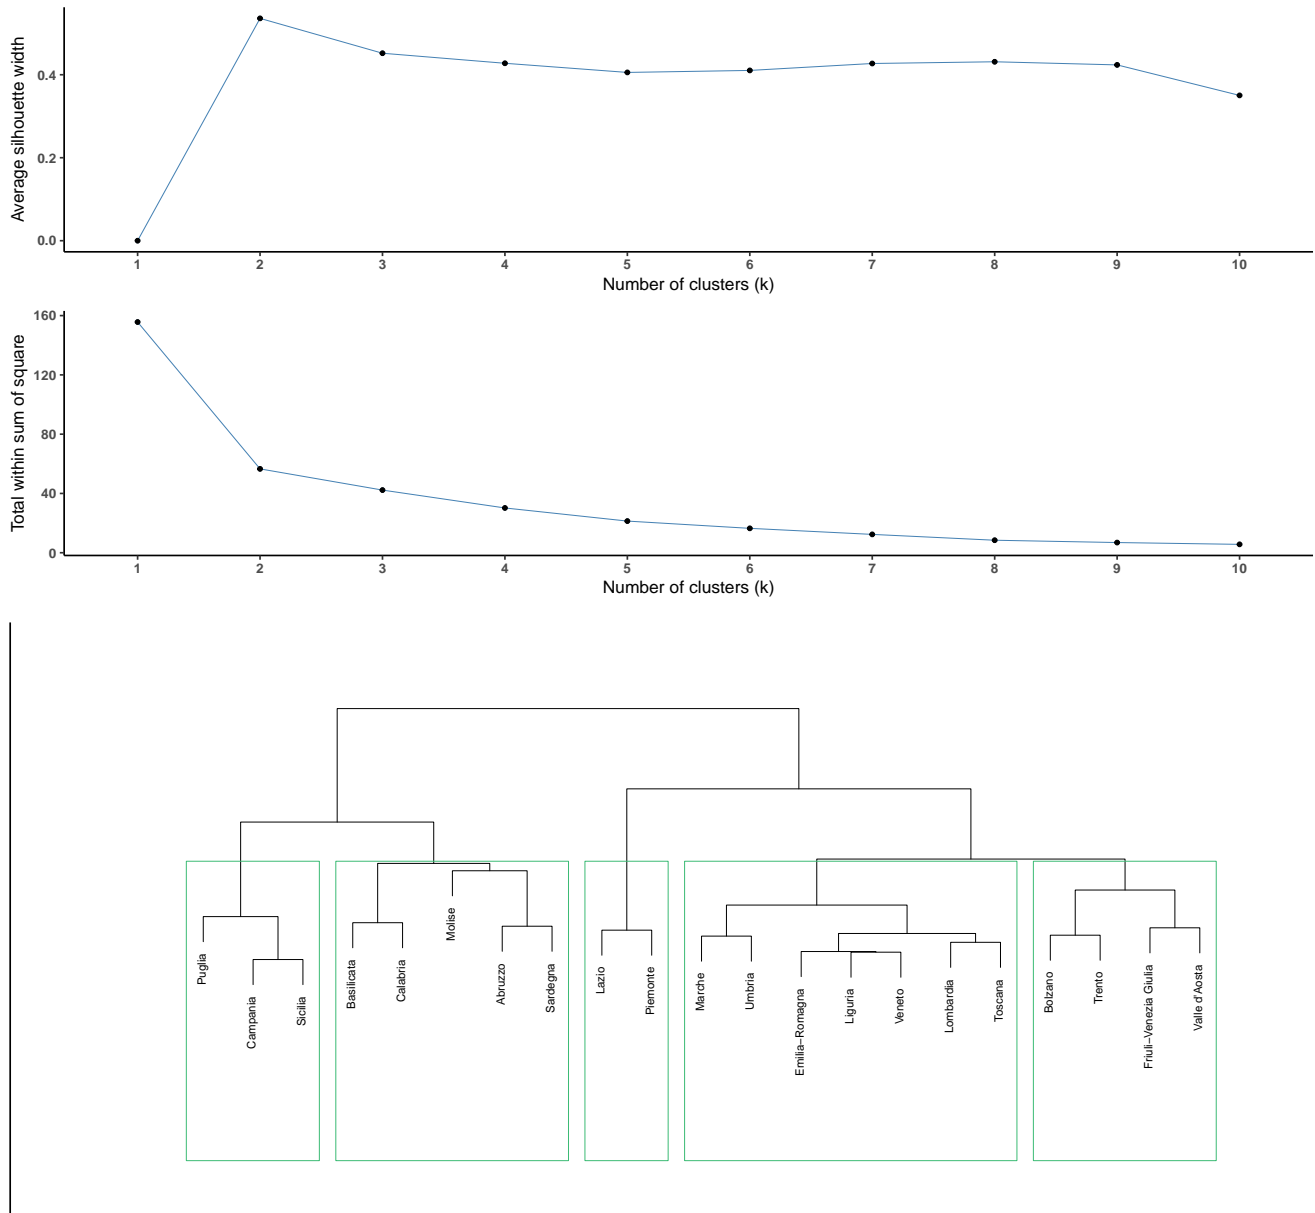 Average silhouette width
0.4
0.2
0.0
1 2 3 4 5 6 7 8 9 10
Number of clusters (k)
Total within sum of square
160
120
80
40
0
1 2 3 4 5 6 7 8 9 10
Number of clusters (k)
Puglia
Campania
Sicilia
Basilicata
Calabria
Molise
Abruzzo
Sardegna
Lazio
Piemonte
Marche
Umbria
Emilia−Romagna
Liguria
Veneto
Lombardia
Toscana
Bolzano
Trento
Friuli−Venezia Giulia
Valle d'Aosta